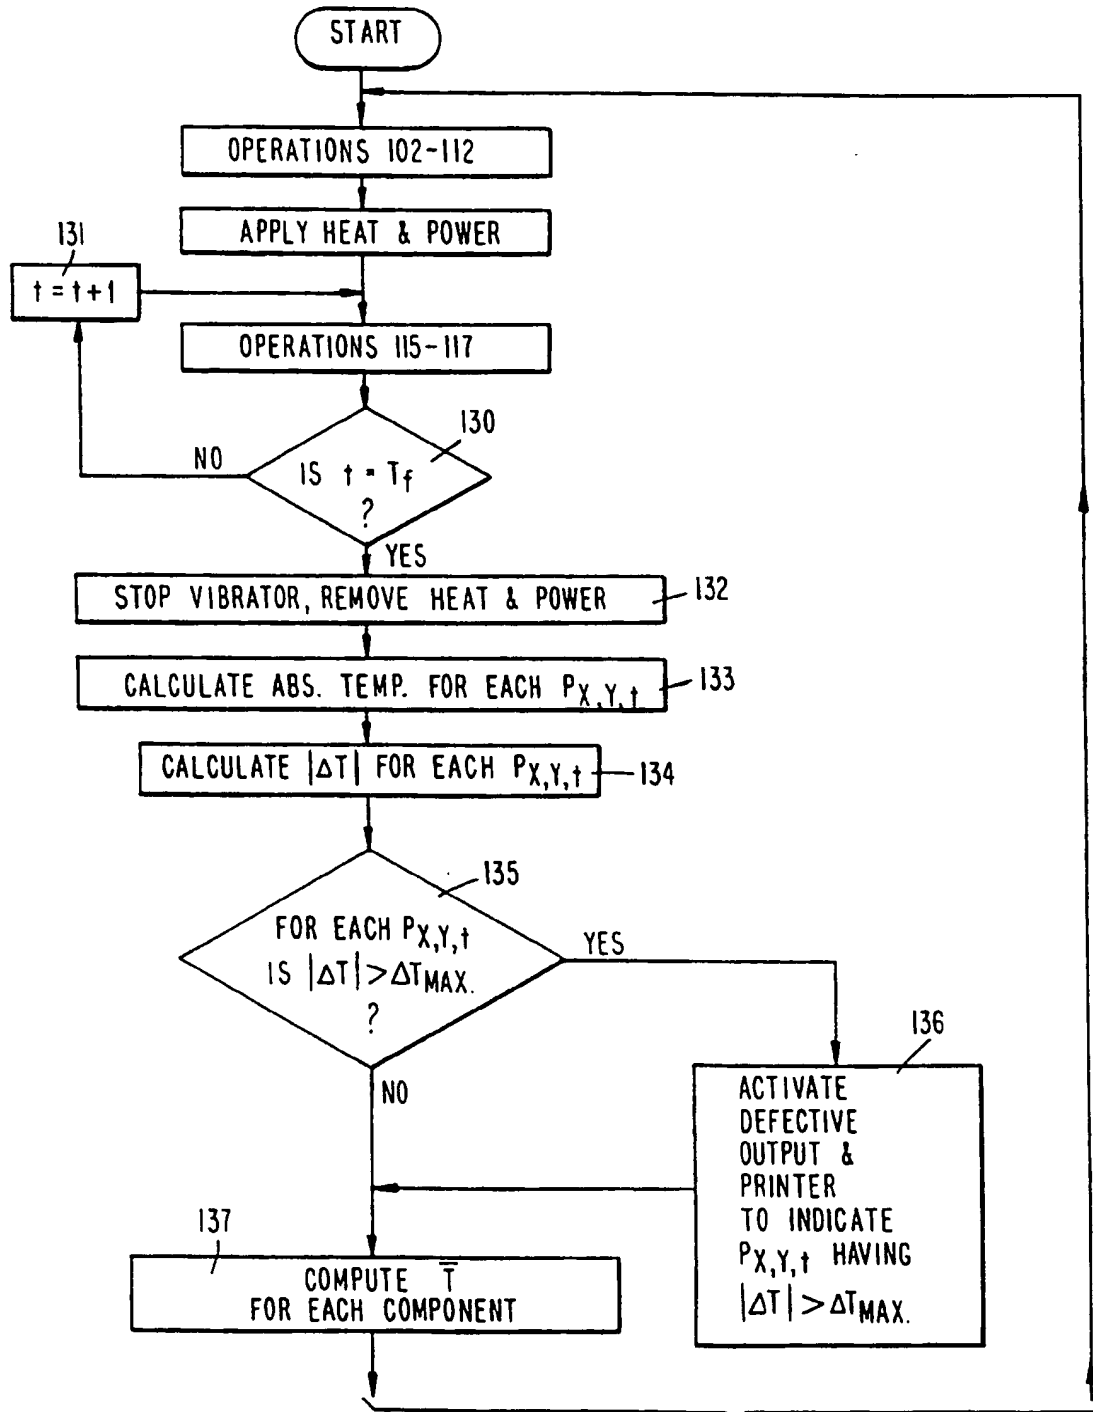 START
OPERATIONS 102-112
APPLY HEAT & POWER
131
t = t+1
OPERATIONS 115-117
130
NO
IS t = Tf
?
YES
STOP VIBRATOR, REMOVE HEAT & POWER
132
CALCULATE ABS. TEMP. FOR EACH PX,Y,t
133
CALCULATE |ΔT| FOR EACH PX,Y,t
134
135
FOR EACH PX,Y,t
IS |ΔT| > ΔTMAX.
?
YES
NO
136
ACTIVATE
DEFECTIVE
OUTPUT &
PRINTER
TO INDICATE
PX,Y,t HAVING
|ΔT| > ΔTMAX.
137
COMPUTE T̅
FOR EACH COMPONENT